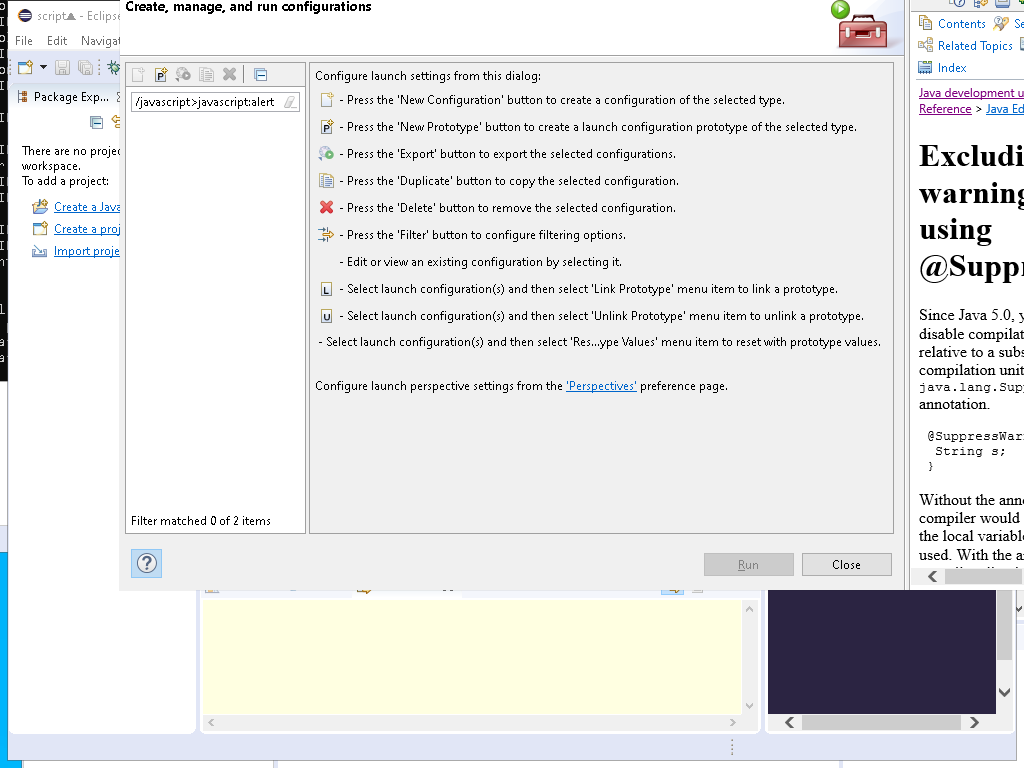 script - Eclipse
File Edit Navigat
Package Exp...
There are no projec
workspace.
To add a project:
Create a Java
Create a proj
Import proje
Create, manage, and run configurations
/javascript>javascript:alert
Filter matched 0 of 2 items
Configure launch settings from this dialog:
- Press the 'New Configuration' button to create a configuration of the selected type.
- Press the 'New Prototype' button to create a launch configuration prototype of the selected type.
- Press the 'Export' button to export the selected configurations.
- Press the 'Duplicate' button to copy the selected configuration.
- Press the 'Delete' button to remove the selected configuration.
- Press the 'Filter' button to configure filtering options.
- Edit or view an existing configuration by selecting it.
L - Select launch configuration(s) and then select 'Link Prototype' menu item to link a prototype.
U - Select launch configuration(s) and then select 'Unlink Prototype' menu item to unlink a prototype.
- Select launch configuration(s) and then select 'Res...ype Values' menu item to reset with prototype values.
Configure launch perspective settings from the 'Perspectives' preference page.
Run
Close
Contents Se
Related Topics
Index
Java development u
Reference > Java Ed
Excludi
warning
using
@Suppr
Since Java 5.0, y
disable compilat
relative to a subs
compilation unit
java.lang.Sup
annotation.
@SuppressWar
String s;
}
Without the ann
compiler would
the local variabl
used. With the a